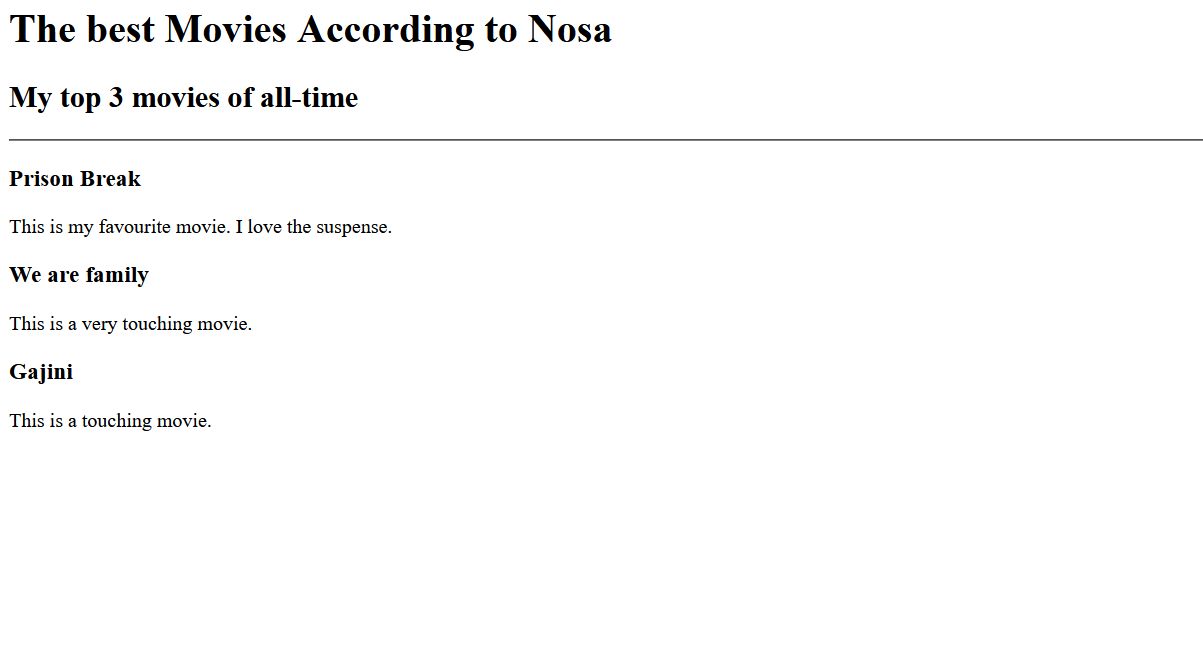 The best Movies According to Nosa
My top 3 movies of all-time
Prison Break
This is my favourite movie. I love the suspense.
We are family
This is a very touching movie.
Gajini
This is a touching movie.